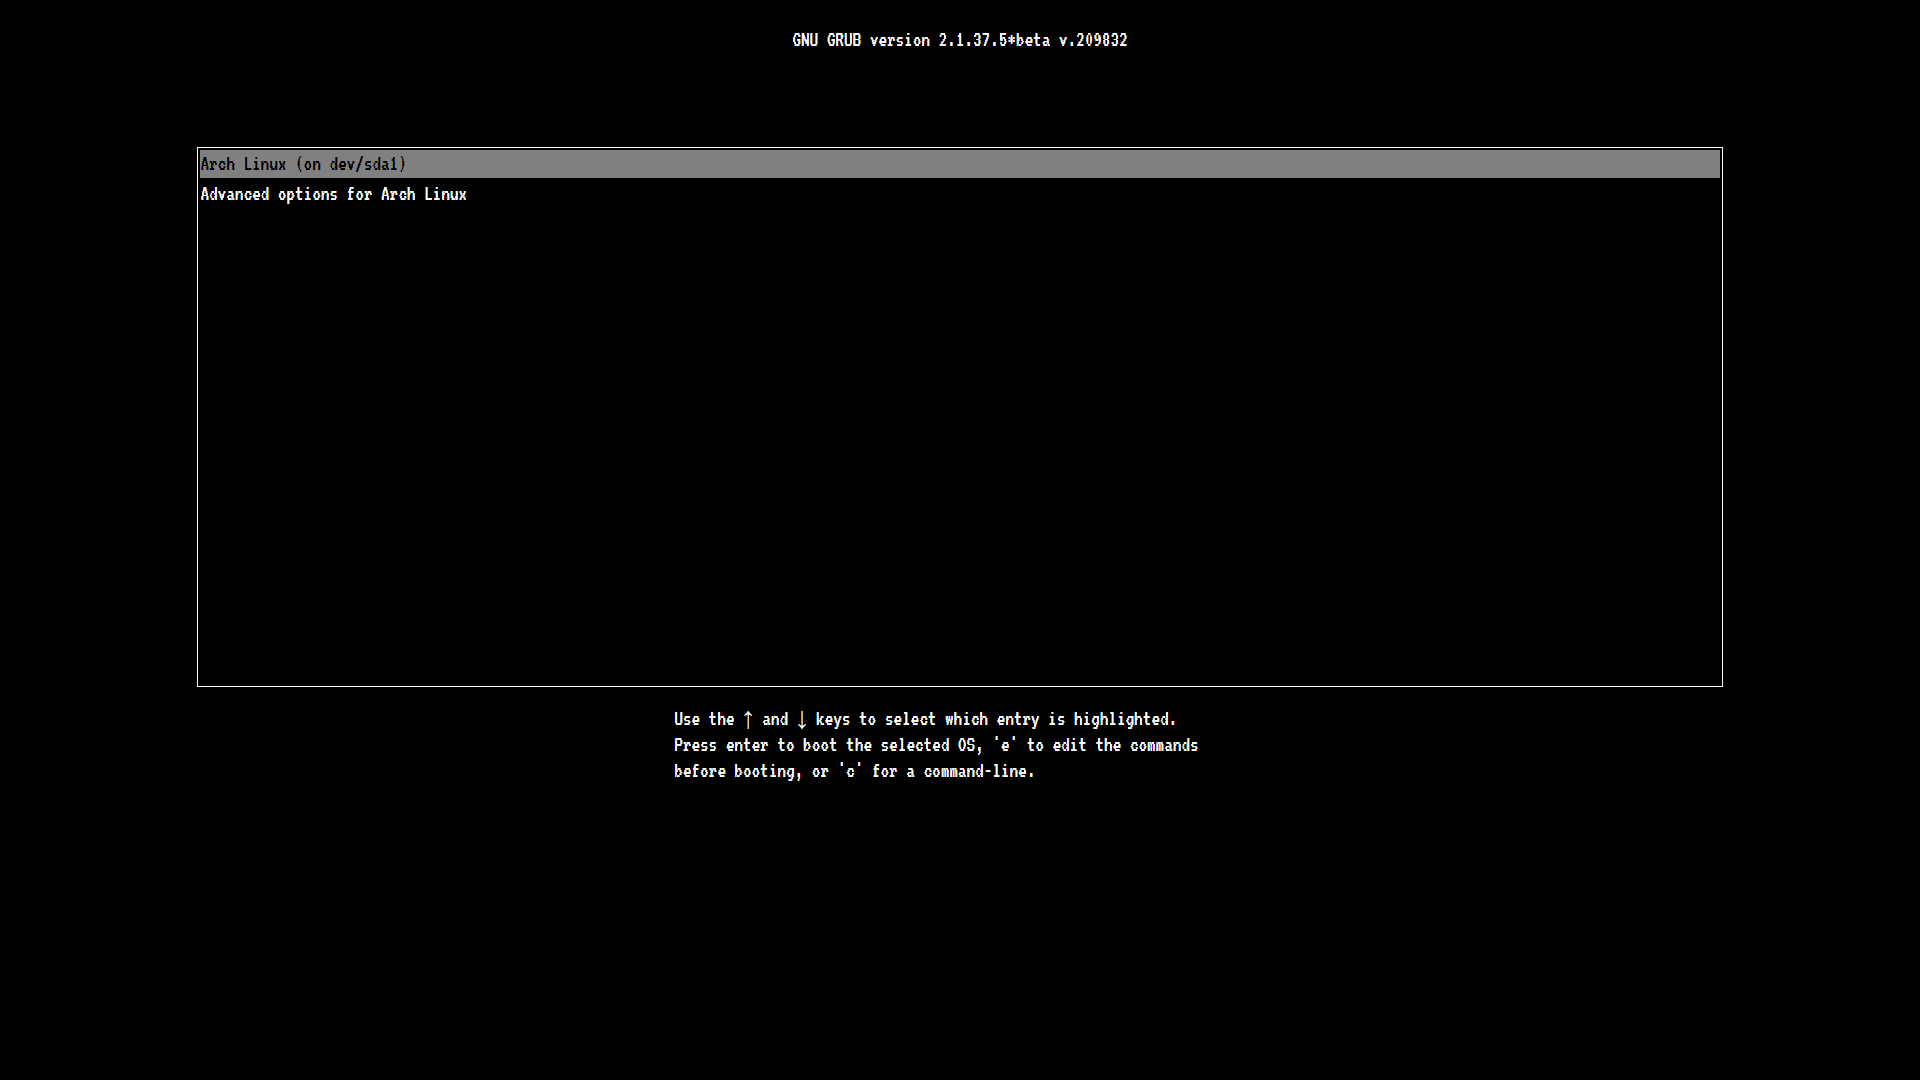 GNU GRUB version 2.1.37.5*beta v.209832
Arch Linux (on dev/sda1)
Advanced options for Arch Linux
Use the ↑ and ↓ keys to select which entry is highlighted.
Press enter to boot the selected OS, 'e' to edit the commands
before booting, or 'c' for a command-line.